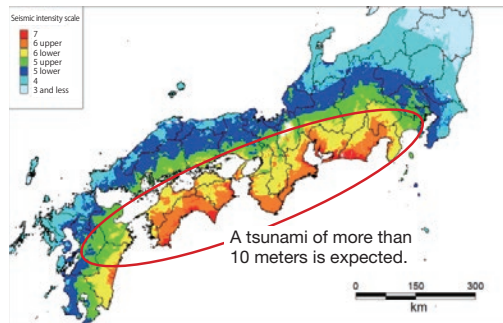 Seismic intensity scale
7
6 upper
6 lower
5 upper
5 lower
4
3 and less
A tsunami of more than
10 meters is expected.
0 150 300
km